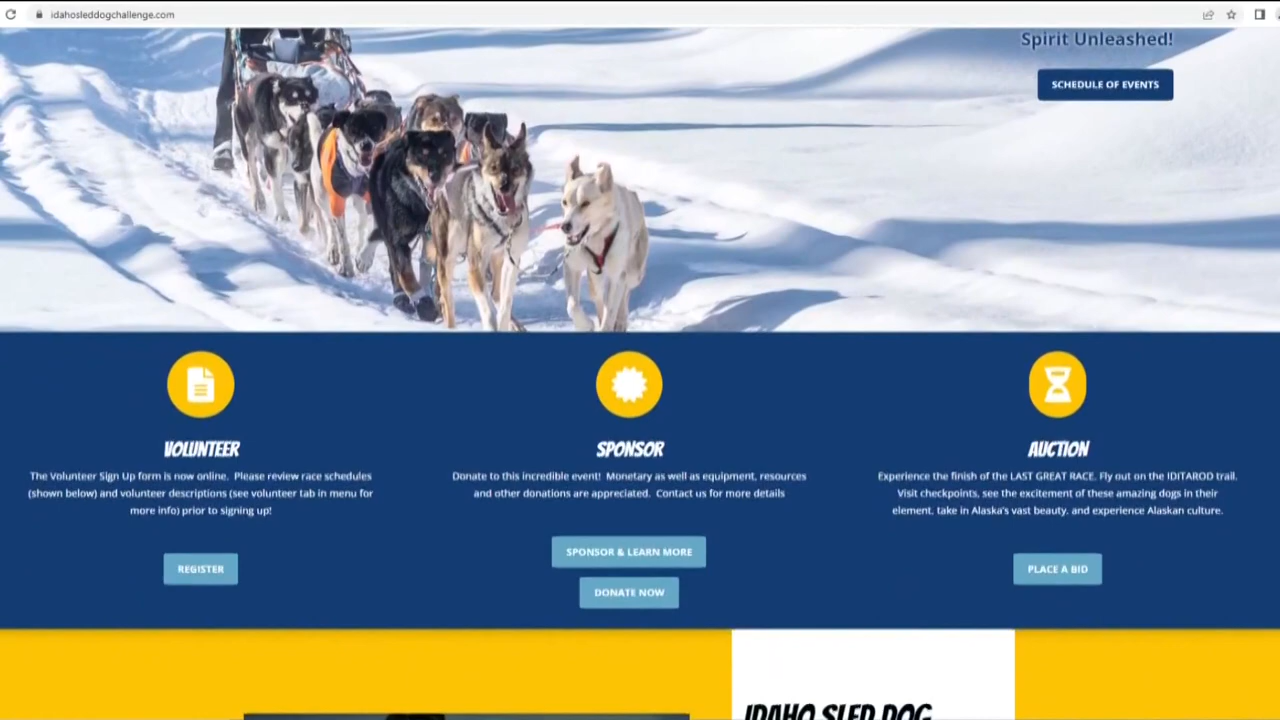 idahosleddogchallenge.com
Spirit Unleashed!
SCHEDULE OF EVENTS
VOLUNTEER
The Volunteer Sign Up form is now online. Please review race schedules
(shown below) and volunteer descriptions (see volunteer tab in menu for
more info) prior to signing up!
REGISTER
SPONSOR
Donate to this incredible event! Monetary as well as equipment, resources
and other donations are appreciated. Contact us for more details
SPONSOR & LEARN MORE
DONATE NOW
AUCTION
Experience the finish of the LAST GREAT RACE. Fly out on the IDITAROD trail.
Visit checkpoints, see the excitement of these amazing dogs in their
element, take in Alaska's vast beauty, and experience Alaskan culture.
PLACE A BID
IDAHO SLED DOG